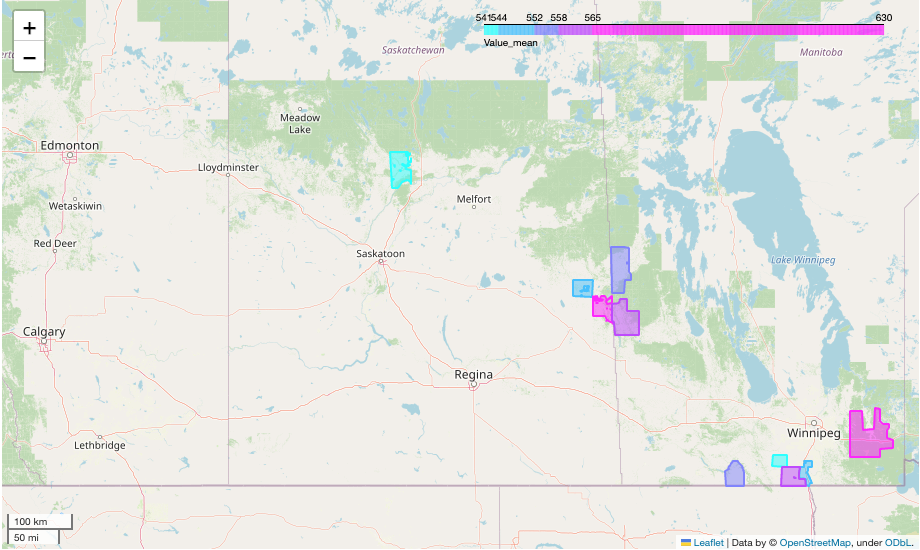 541544 552 558 565 630
Value_mean
+
−
Saskatchewan
Manitoba
Meadow
Lake
Edmonton
Lloydminster
Wetaskiwin
Melfort
Red Deer
Saskatoon
Lake Winnipeg
Calgary
Regina
Lethbridge
Winnipeg
100 km
50 mi
Leaflet | Data by © OpenStreetMap, under ODbL.